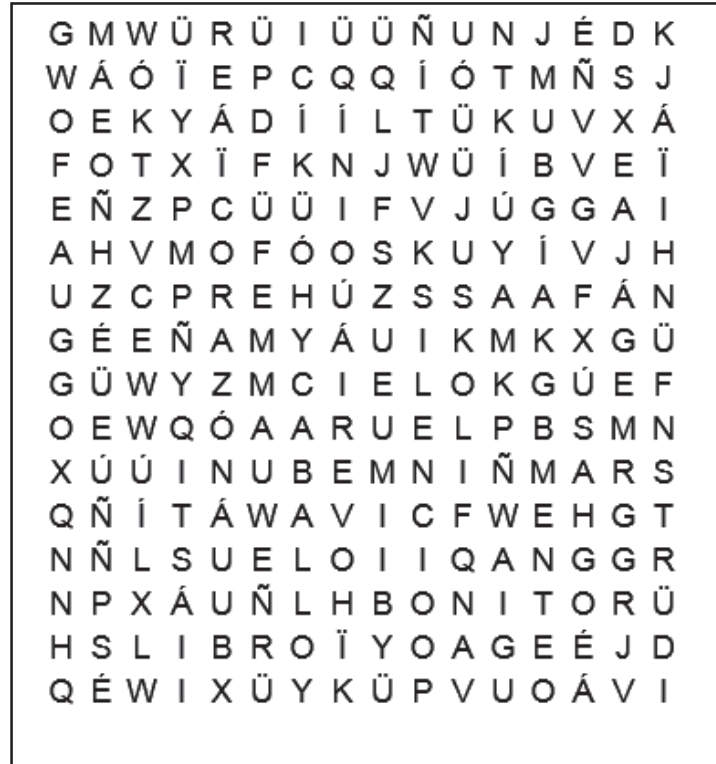 G M W Ü R Ü I Ü Ü Ñ U N J É D K
W Á Ó Ï E P C Q Q Í Ó T M Ñ S J
O E K Y Á D Í Í L T Ü K U V X Á
F O T X Ï F K N J W Ü Í B V E Ï
E Ñ Z P C Ü Ü I F V J Ú G G A I
A H V M O F Ó O S K U Y Í V J H
U Z C P R E H Ú Z S S A A F Á N
G É E Ñ A M Y Á U I K M K X G Ü
G Ü W Y Z M C I E L O K G Ú E F
O E W Q Ó A A R U E L P B S M N
X Ú Ú I N U B E M N I Ñ M A R S
Q Ñ Í T Á W A V I C F W E H G T
N Ñ L S U E L O I I Q A N G G R
N P X Á U Ñ L H B O N I T O R Ü
H S L I B R O Ï Y O A G E É J D
Q É W I X Ü Y K Ü P V U O Á V I